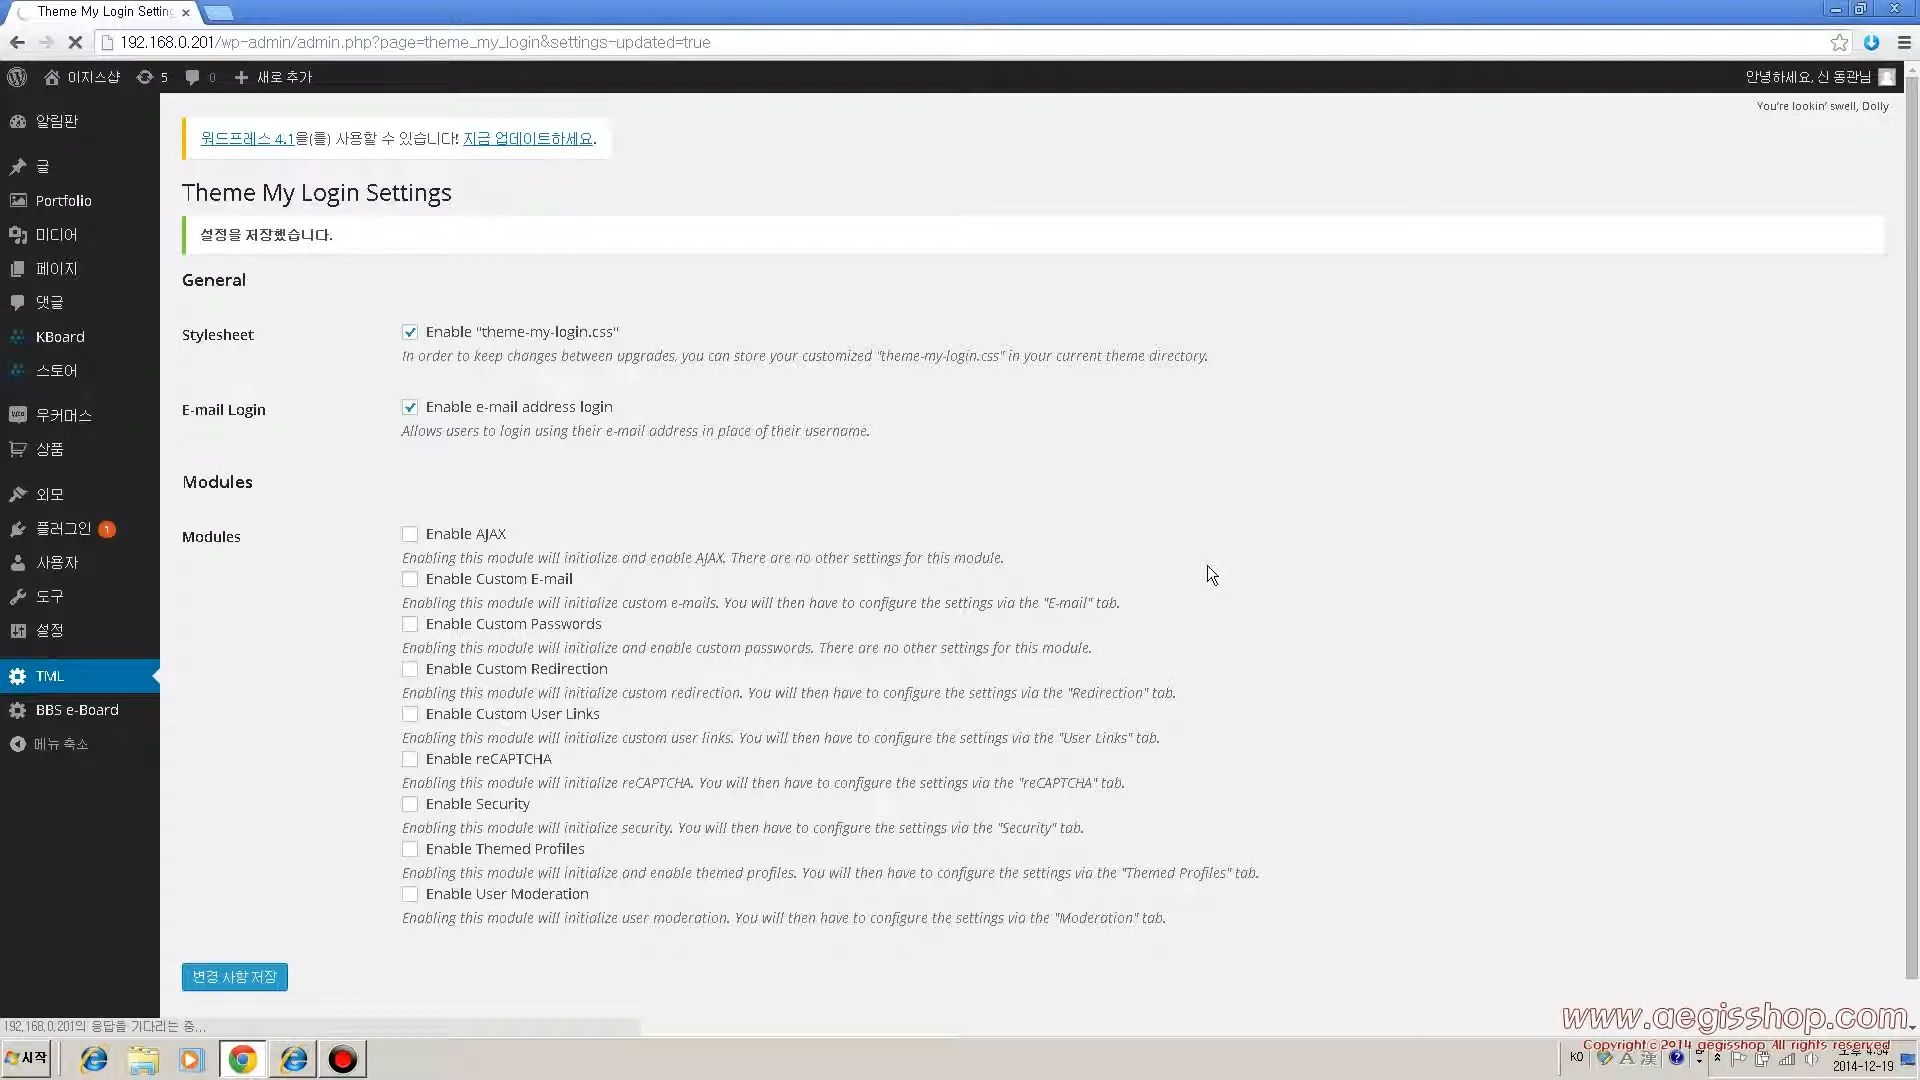 Theme My Login Setting
192.168.0.201/wp-admin/admin.php?page=theme_my_login&settings-updated=true
이지스샵 5 0 새로 추가 안녕하세요, 신 동관님
You're lookin' swell, Dolly
알림판
글
Portfolio
미디어
페이지
댓글
KBoard
스토어
우커머스
상품
외모
플러그인 1
사용자
도구
설정
TML
BBS e-Board
메뉴 축소
워드프레스 4.1을(를) 사용할 수 있습니다! 지금 업데이트하세요.
Theme My Login Settings
설정을 저장했습니다.
General
Stylesheet
Enable "theme-my-login.css"
In order to keep changes between upgrades, you can store your customized "theme-my-login.css" in your current theme directory.
E-mail Login
Enable e-mail address login
Allows users to login using their e-mail address in place of their username.
Modules
Modules
Enable AJAX
Enabling this module will initialize and enable AJAX. There are no other settings for this module.
Enable Custom E-mail
Enabling this module will initialize custom e-mails. You will then have to configure the settings via the "E-mail" tab.
Enable Custom Passwords
Enabling this module will initialize and enable custom passwords. There are no other settings for this module.
Enable Custom Redirection
Enabling this module will initialize custom redirection. You will then have to configure the settings via the "Redirection" tab.
Enable Custom User Links
Enabling this module will initialize custom user links. You will then have to configure the settings via the "User Links" tab.
Enable reCAPTCHA
Enabling this module will initialize reCAPTCHA. You will then have to configure the settings via the "reCAPTCHA" tab.
Enable Security
Enabling this module will initialize security. You will then have to configure the settings via the "Security" tab.
Enable Themed Profiles
Enabling this module will initialize and enable themed profiles. You will then have to configure the settings via the "Themed Profiles" tab.
Enable User Moderation
Enabling this module will initialize user moderation. You will then have to configure the settings via the "Moderation" tab.
변경 사항 저장
192.168.0.201의 응답을 기다리는 중...
www.aegisshop.com
Copyright c 2014 aegisshop All rights reserved
시작
KO A 漢
오후 4:54
2014-12-19